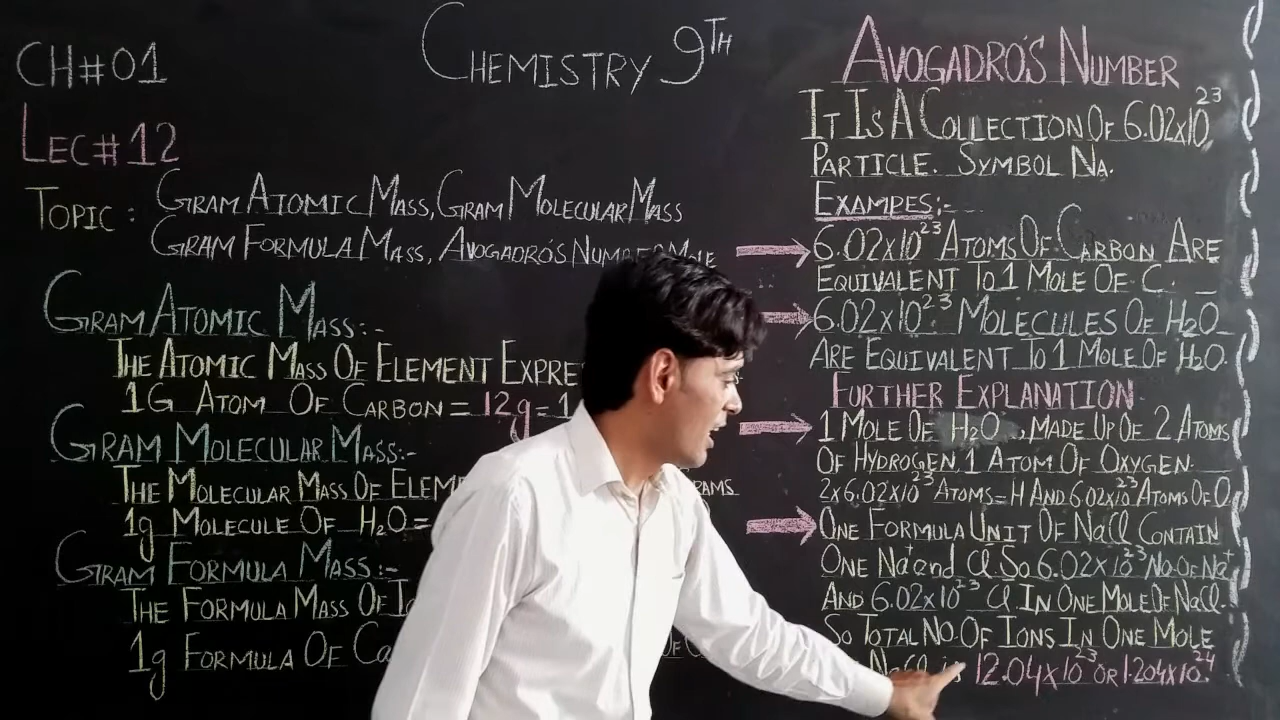 CH#01
CHEMISTRY 9TH
LEC#12
TOPIC: GRAM ATOMIC MASS, GRAM MOLECULAR MASS
GRAM FORMULA MASS, AVOGADRO'S NUMBER MOLE
GRAM ATOMIC MASS:-
THE ATOMIC MASS OF ELEMENT
1G ATOM OF CARBON = 12g = 1
GRAM MOLECULAR MASS:-
THE MOLECULAR MASS OF
1g MOLECULE OF H2O =
GRAM FORMULA MASS:-
THE FORMULA MASS OF
1g FORMULA OF
AVOGADRO'S NUMBER
IT IS A COLLECTION OF 6.02x10^23
PARTICLE. SYMBOL NA.
EXAMPES:-
6.02x10^23 ATOMS OF CARBON ARE
EQUIVALENT TO 1 MOLE OF C.
6.02x10^23 MOLECULES OF H2O
ARE EQUIVALENT TO 1 MOLE OF H2O.
FURTHER EXPLANATION
1 MOLE OF H2O, MADE UP OF 2 ATOMS
OF HYDROGEN, 1 ATOM OF OXYGEN.
2x6.02x10^23 ATOMS=H AND 6.02x10^23 ATOMS OF O.
ONE FORMULA UNIT OF NaCl CONTAIN
ONE Na+ and Cl SO 6.02x10^23 NO. OF Na+
AND 6.02x10^23 Cl IN ONE MOLE OF NaCl.
SO TOTAL NO. OF IONS IN ONE MOLE
NaCl is 12.04x10^23 OR 1.204x10^24.